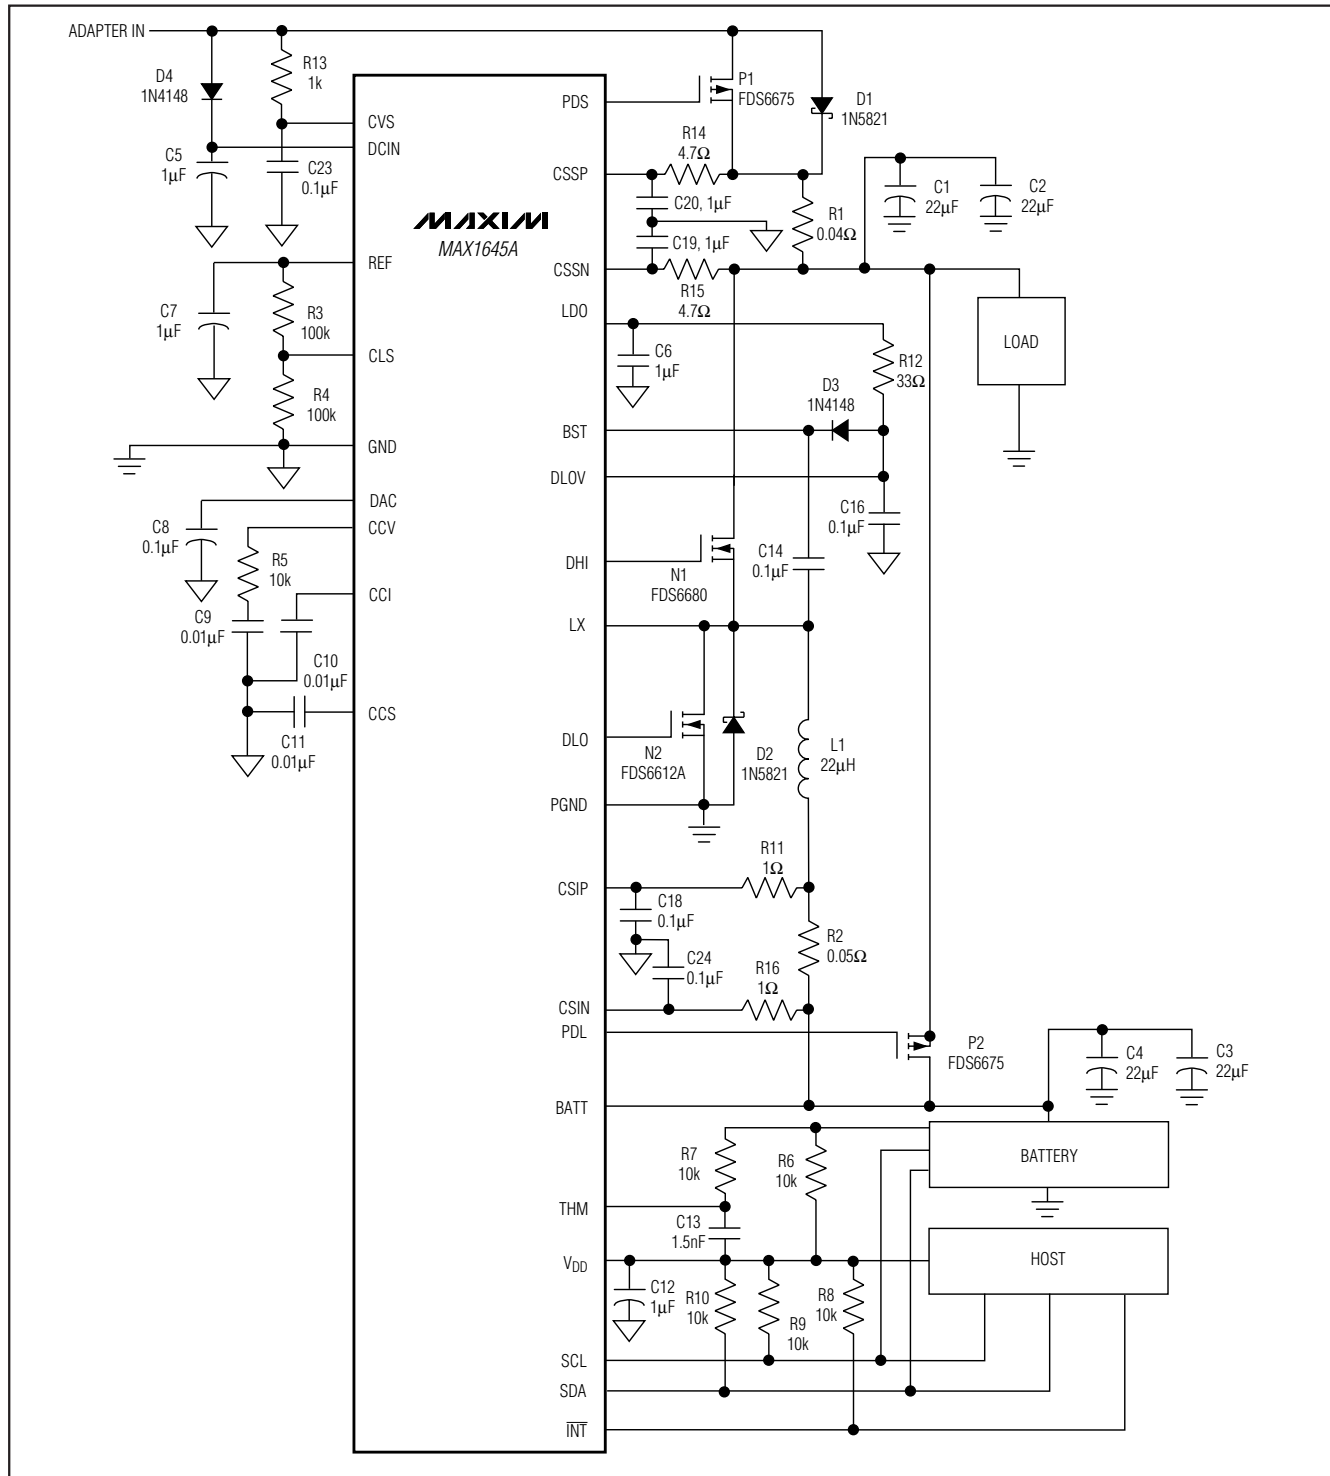 ADAPTER IN
D4
1N4148
R13
1k
C5
1µF
C23
0.1µF
CVS
DCIN
MAXIM
MAX1645A
REF
C7
1µF
R3
100k
CLS
R4
100k
GND
DAC
C8
0.1µF
CCV
R5
10k
CCI
C9
0.01µF
C10
0.01µF
CCS
C11
0.01µF
PDS
P1
FDS6675
D1
1N5821
R14
4.7Ω
CSSP
C20, 1µF
C19, 1µF
R1
0.04Ω
C1
22µF
C2
22µF
CSSN
R15
4.7Ω
LDO
C6
1µF
R12
33Ω
LOAD
D3
1N4148
BST
DLOV
C16
0.1µF
DHI
N1
FDS6680
C14
0.1µF
LX
DLO
N2
FDS6612A
D2
1N5821
L1
22µH
PGND
R11
1Ω
CSIP
C18
0.1µF
R2
0.05Ω
C24
0.1µF
R16
1Ω
CSIN
PDL
P2
FDS6675
C4
22µF
C3
22µF
BATT
R7
10k
R6
10k
BATTERY
THM
C13
1.5nF
HOST
VDD
C12
1µF
R10
10k
R9
10k
R8
10k
SCL
SDA
INT